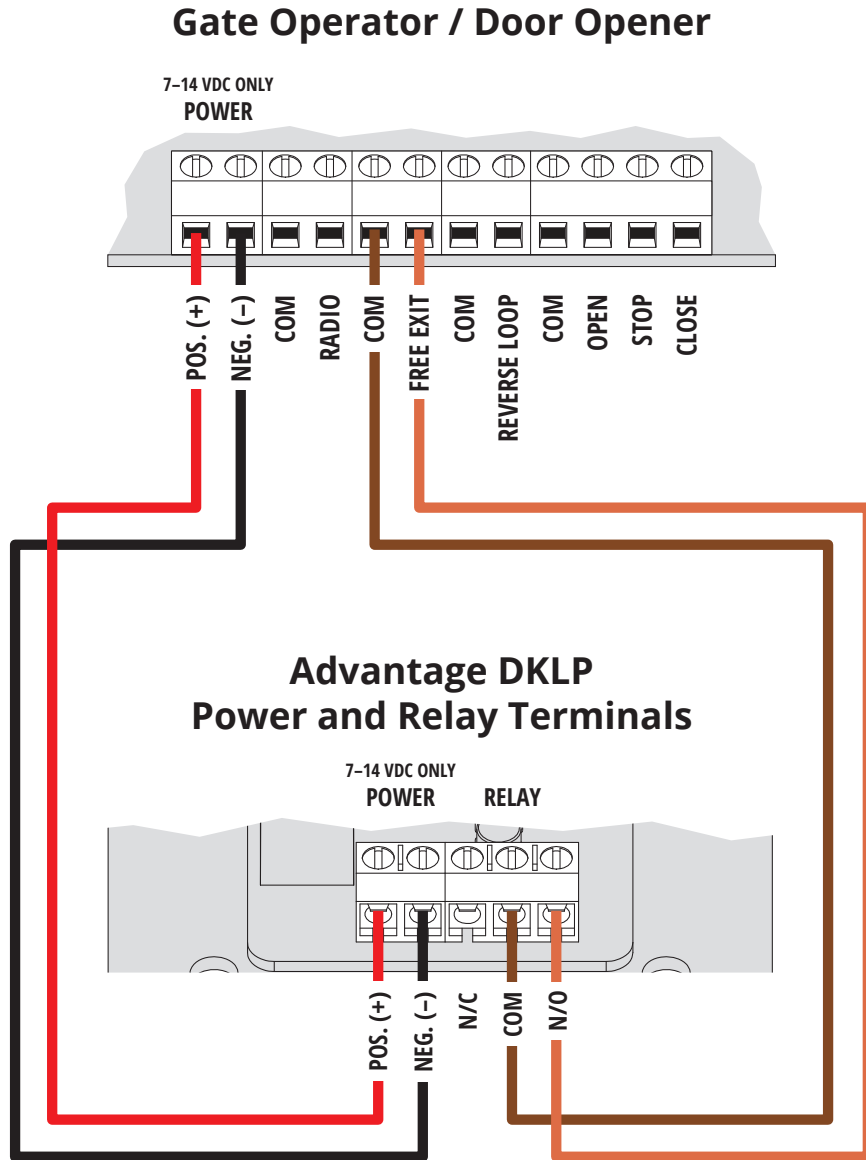 Gate Operator / Door Opener
7–14 VDC ONLY
POWER
POS. (+)
NEG. (–)
COM
RADIO
COM
FREE EXIT
COM
REVERSE LOOP
COM
OPEN
STOP
CLOSE
Advantage DKLP
Power and Relay Terminals
7–14 VDC ONLY
POWER
RELAY
POS. (+)
NEG. (–)
N/C
COM
N/O